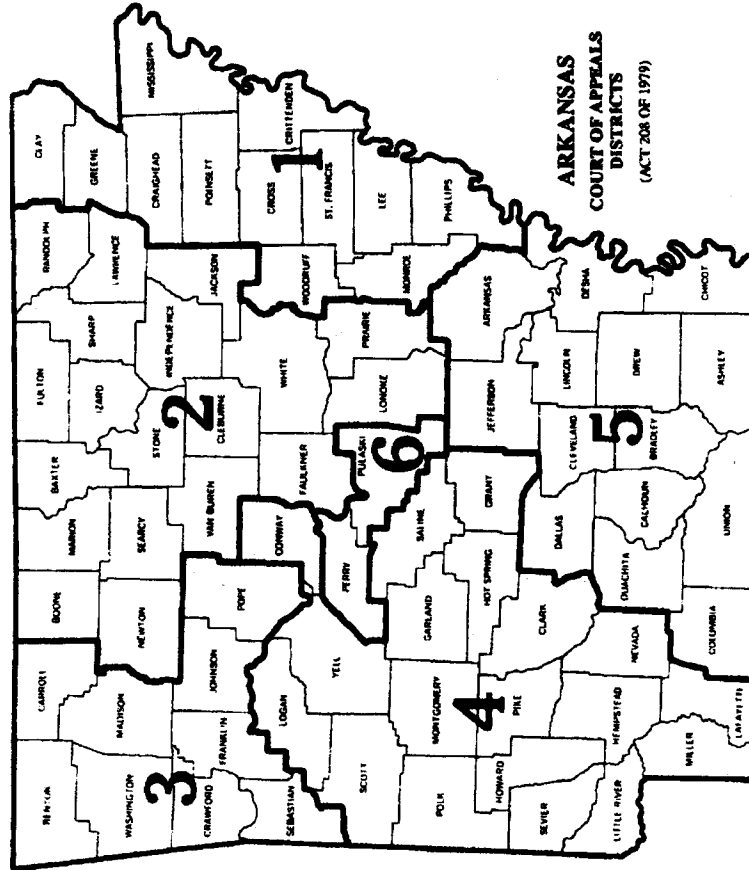 ARKANSAS
COURT OF APPEALS
DISTRICTS
(ACT 208 OF 1979)
BENTON
CARROLL
BOONE
MARION
BAXTER
FULTON
RANDOLPH
CLAY
WASHINGTON
MADISON
NEWTON
SEARCY
STONE
IZARD
SHARP
LAWRENCE
GREENE
CRAIGHEAD
MISSISSIPPI
3
CRAWFORD
FRANKLIN
JOHNSON
POPE
VAN BUREN
2
CLEBURNE
INDEPENDENCE
JACKSON
POINSETT
SEBASTIAN
LOGAN
CONWAY
FAULKNER
WHITE
WOODRUFF
CROSS
1
CRITTENDEN
ST. FRANCIS
SCOTT
YELL
PERRY
PULASKI
6
LONOKE
PRAIRIE
MONROE
LEE
PHILLIPS
POLK
MONTGOMERY
GARLAND
SALINE
4
HOWARD
PIKE
HOT SPRING
GRANT
JEFFERSON
ARKANSAS
SEVIER
CLARK
DALLAS
CLEVELAND
LINCOLN
DESHA
LITTLE RIVER
HEMPSTEAD
NEVADA
OUACHITA
CALHOUN
5
BRADLEY
DREW
CHICOT
MILLER
LAFAYETTE
COLUMBIA
UNION
ASHLEY